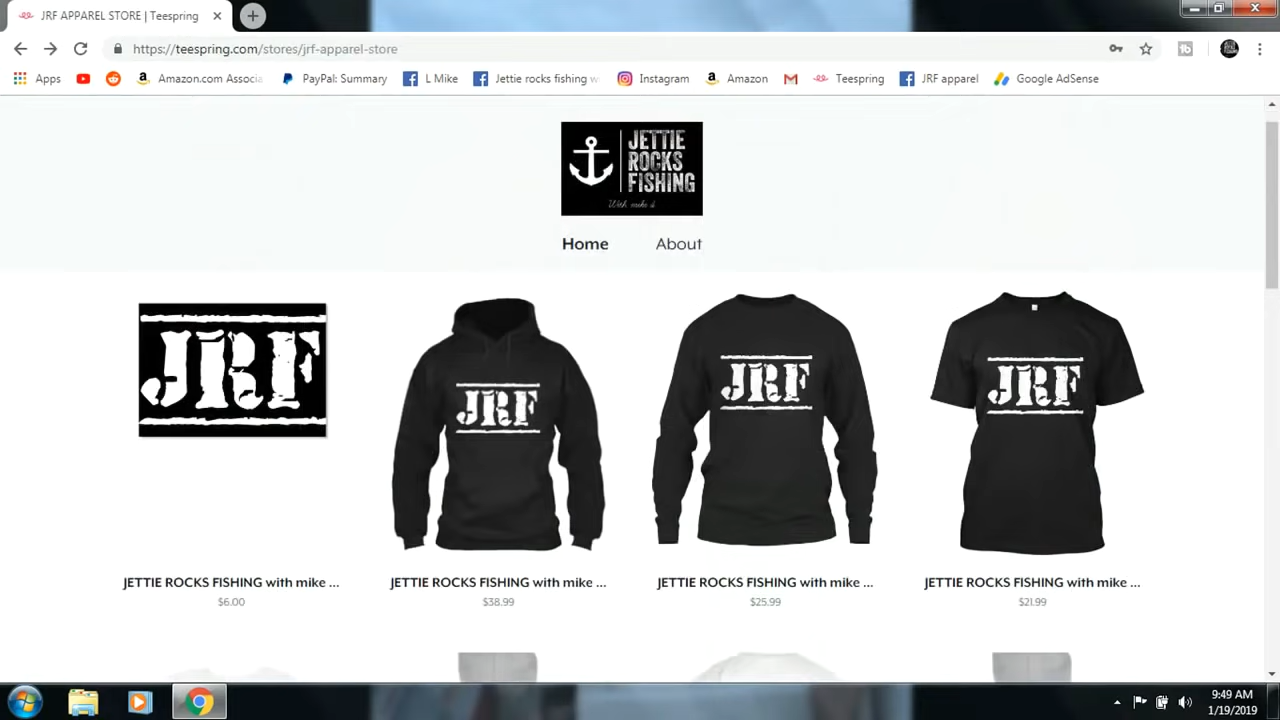 JRF APPAREL STORE | Teespring
https://teespring.com/stores/jrf-apparel-store
Apps Amazon.com Associa PayPal: Summary L Mike Jettie rocks fishing w Instagram Amazon Teespring JRF apparel Google AdSense
JETTIE
ROCKS
FISHING
With mike d
Home About
JRF JRF JRF JRF
JETTIE ROCKS FISHING with mike ... JETTIE ROCKS FISHING with mike ... JETTIE ROCKS FISHING with mike ... JETTIE ROCKS FISHING with mike ...
$6.00 $38.99 $25.99 $21.99
9:49 AM
1/19/2019